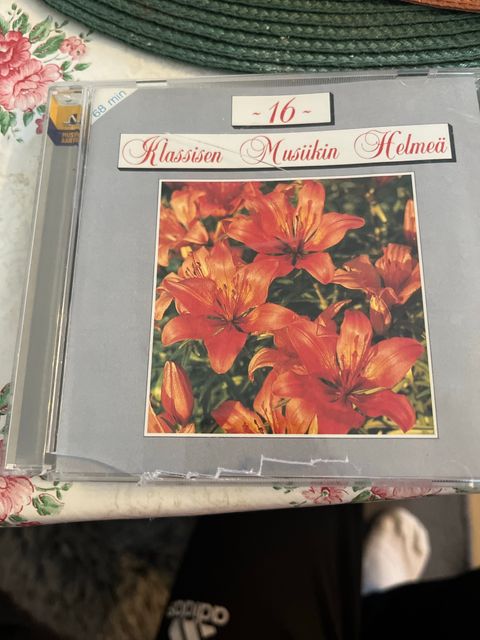 68 min
~ 16 ~
Klassisen Musiikin Helmeä
adidas